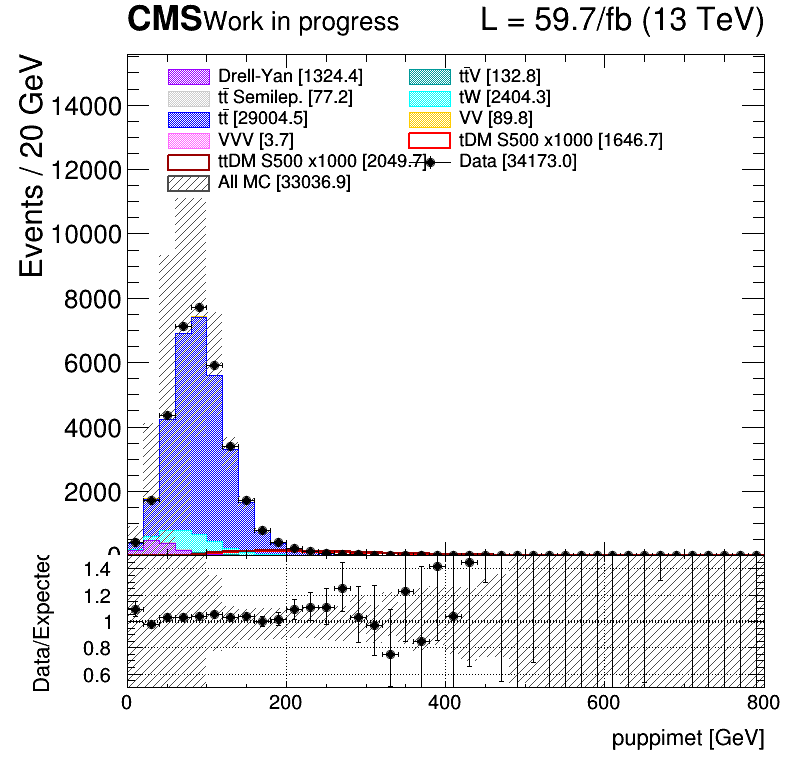 CMS Work in progress L = 59.7/fb (13 TeV)
Events / 20 GeV
Drell-Yan [1324.4] tt̄V [132.8]
tt̄ Semilep. [77.2] tW [2404.3]
tt̄ [29004.5] VV [89.8]
VVV [3.7] tDM S500 x1000 [1646.7]
ttDM S500 x1000 [2049.7] Data [34173.0]
All MC [33036.9]
14000
12000
10000
8000
6000
4000
2000
0
Data/Expected
1.4
1.2
1
0.8
0.6
0 200 400 600 800
puppimet [GeV]